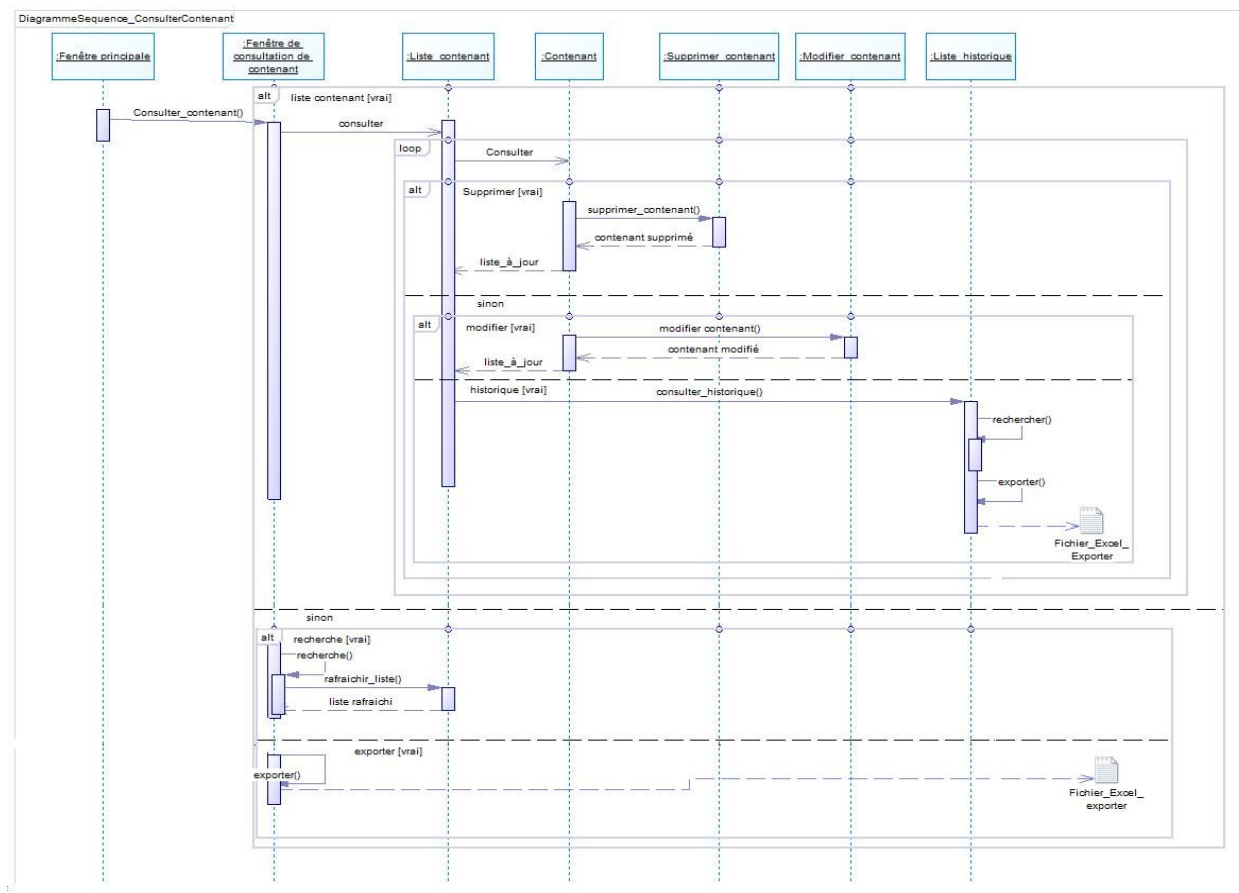 DiagrammeSequence_ConsulterContenant
:Fenêtre principale
:Fenêtre de
consultation de
contenant
:Liste_contenant
:Contenant
:Supprimer_contenant
:Modifier_contenant
:Liste_historique
alt
liste contenant [vrai]
Consulter_contenant()
consulter
loop
Consulter
alt
Supprimer [vrai]
supprimer_contenant()
contenant supprimé
liste_à_jour
sinon
alt
modifier [vrai]
modifier contenant()
contenant modifié
liste_à_jour
historique [vrai]
consulter_historique()
rechercher()
exporter()
Fichier_Excel_
Exporter
sinon
alt
recherche [vrai]
recherche()
rafraichir_liste()
liste rafraichi
exporter [vrai]
exporter()
Fichier_Excel_
exporter